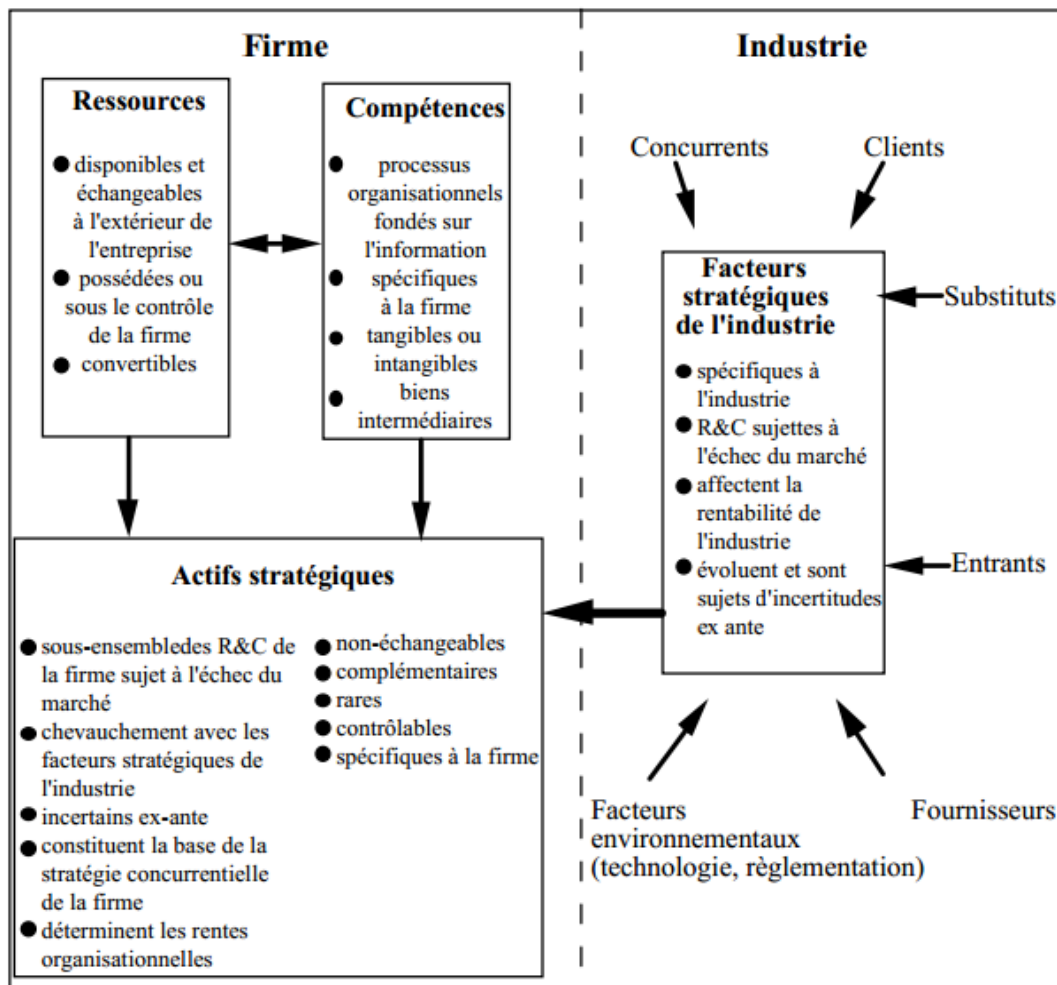 Firme
Ressources
disponibles et
échangeables
à l'extérieur de
l'entreprise
possédées ou
sous le contrôle
de la firme
convertibles
Compétences
processus
organisationnels
fondés sur
l'information
spécifiques
à la firme
tangibles ou
intangibles
biens
intermédiaires
Actifs stratégiques
sous-ensembledes R&C de
la firme sujet à l'échec du
marché
chevauchement avec les
facteurs stratégiques de
l'industrie
incertains ex-ante
constituent la base de la
stratégie concurrentielle
de la firme
déterminent les rentes
organisationnelles
non-échangeables
complémentaires
rares
contrôlables
spécifiques à la firme
Industrie
Concurrents
Clients
Facteurs
stratégiques
de l'industrie
spécifiques à
l'industrie
R&C sujettes à
l'échec du marché
affectent la
rentabilité de
l'industrie
évoluent et sont
sujets d'incertitudes
ex ante
Substituts
Entrants
Facteurs
environnementaux
(technologie, règlementation)
Fournisseurs